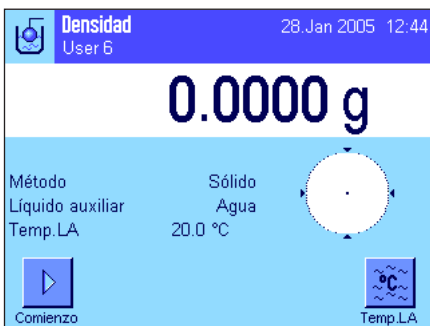 Densidad 28.Jan 2005 12:44
User 6
0.0000 g
Método Sólido
Líquido auxiliar Agua
Temp.LA 20.0 °C
°C
Comienzo Temp.LA